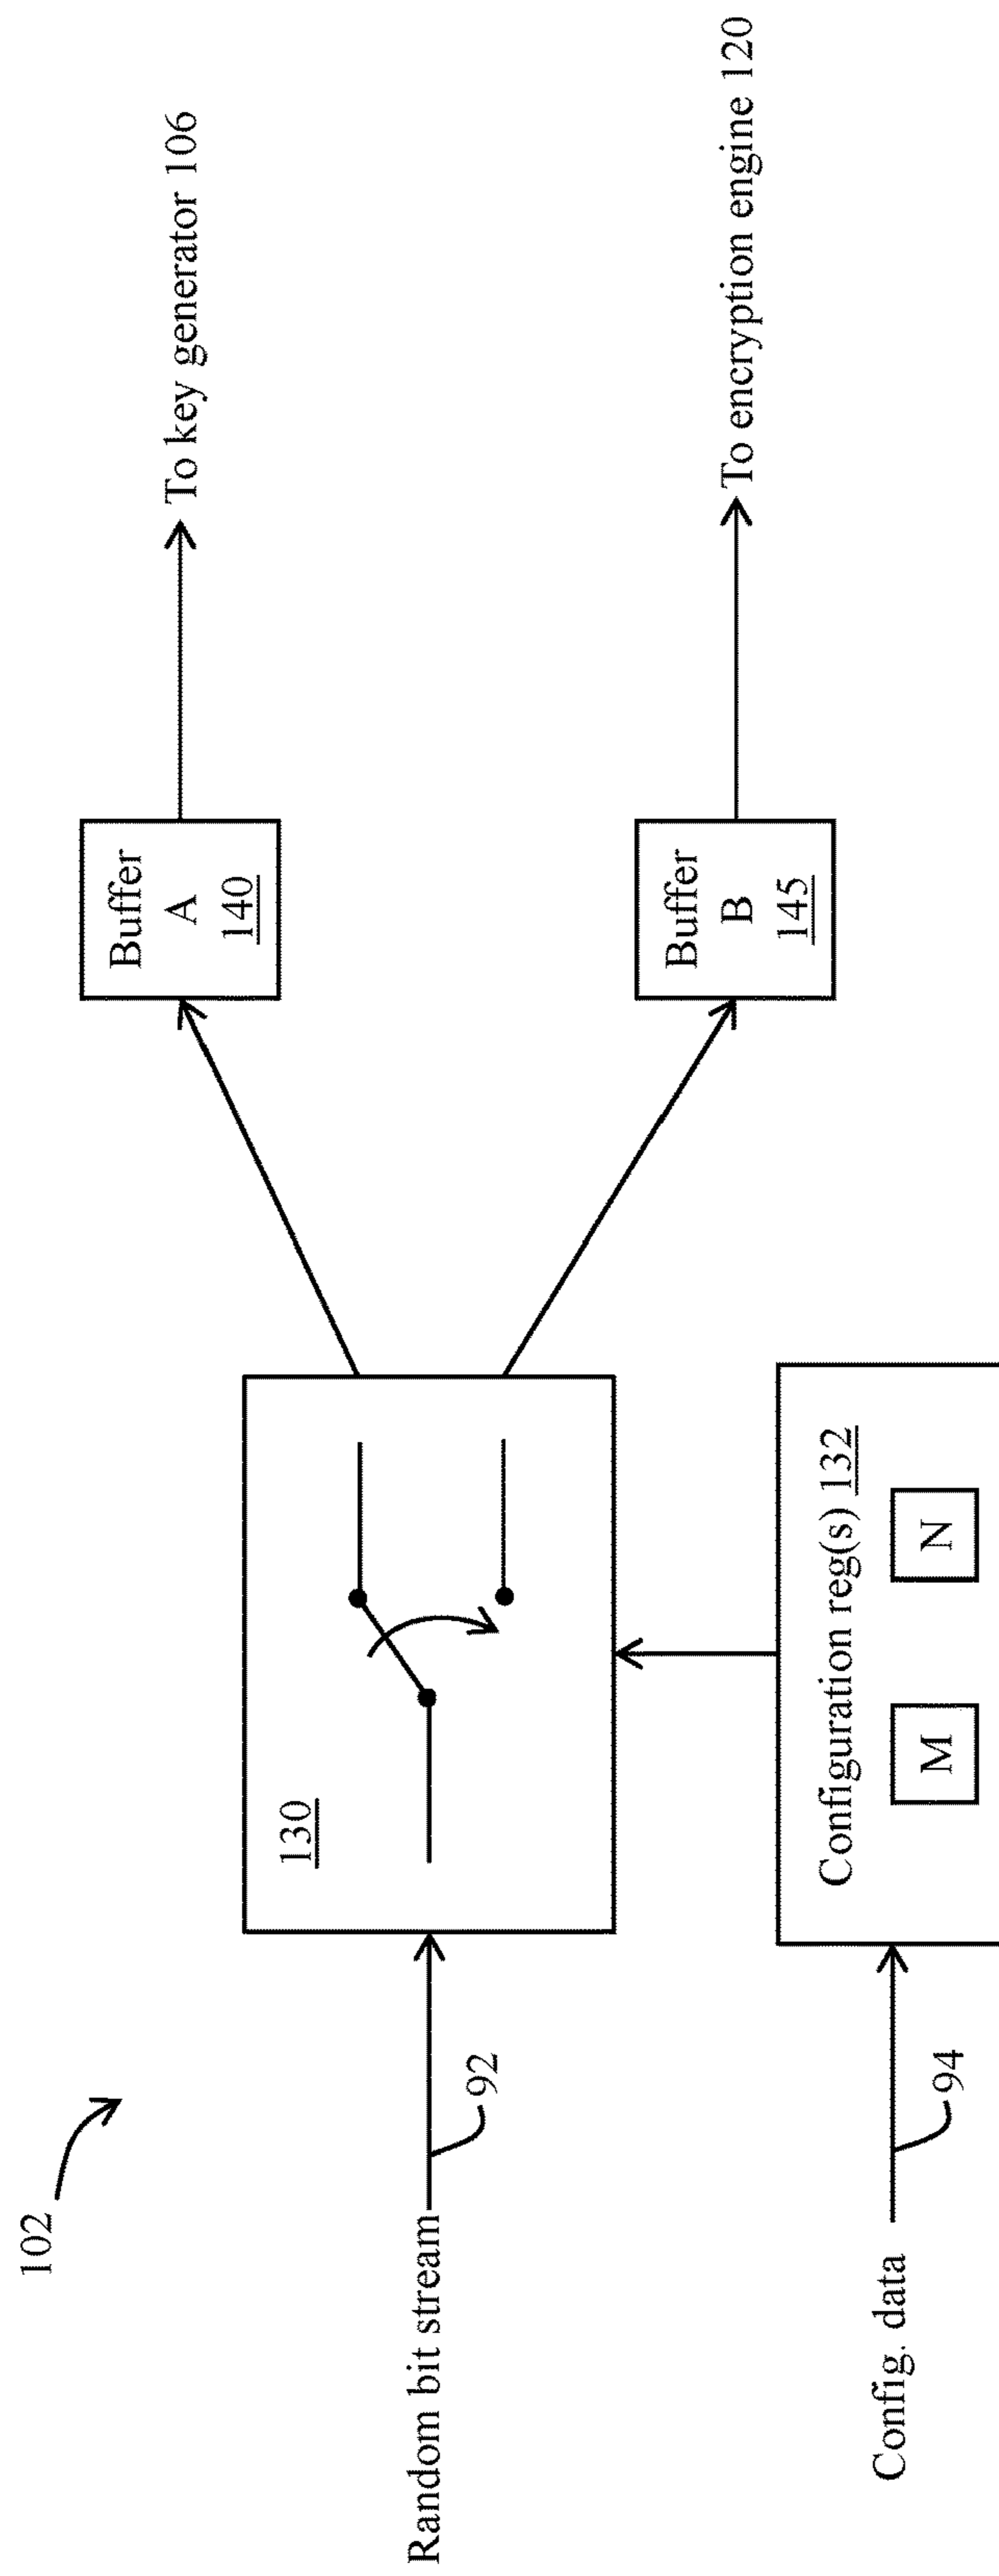 102
Random bit stream
92
130
Buffer
A
140
To key generator 106
Buffer
B
145
To encryption engine 120
Config. data
94
Configuration reg(s) 132
M
N